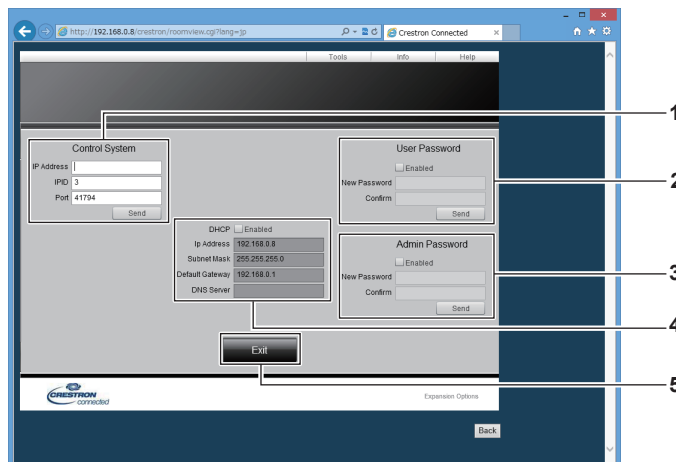 http://192.168.0.8/crestron/roomview.cgi?lang=jp
Crestron Connected
Tools Info Help
1
Control System
IP Address
IPID 3
Port 41794
Send
User Password
Enabled
New Password
Confirm
Send
2
DHCP Enabled
Ip Address 192.168.0.8
Subnet Mask 255.255.255.0
Default Gateway 192.168.0.1
DNS Server
Admin Password
Enabled
New Password
Confirm
Send
3
4
Exit
5
CRESTRON
connected
Expansion Options
Back